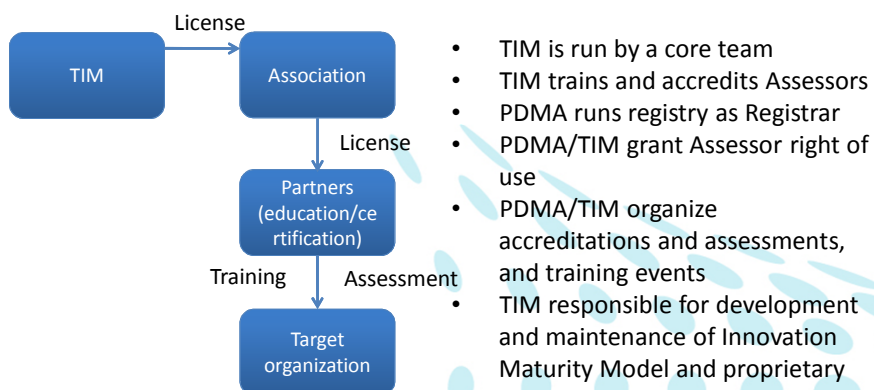 License
TIM
Association
License
Partners
(education/ce
rtification)
Training
Assessment
Target
organization
• TIM is run by a core team
• TIM trains and accredits Assessors
• PDMA runs registry as Registrar
• PDMA/TIM grant Assessor right of
use
• PDMA/TIM organize
accreditations and assessments,
and training events
• TIM responsible for development
and maintenance of Innovation
Maturity Model and proprietary